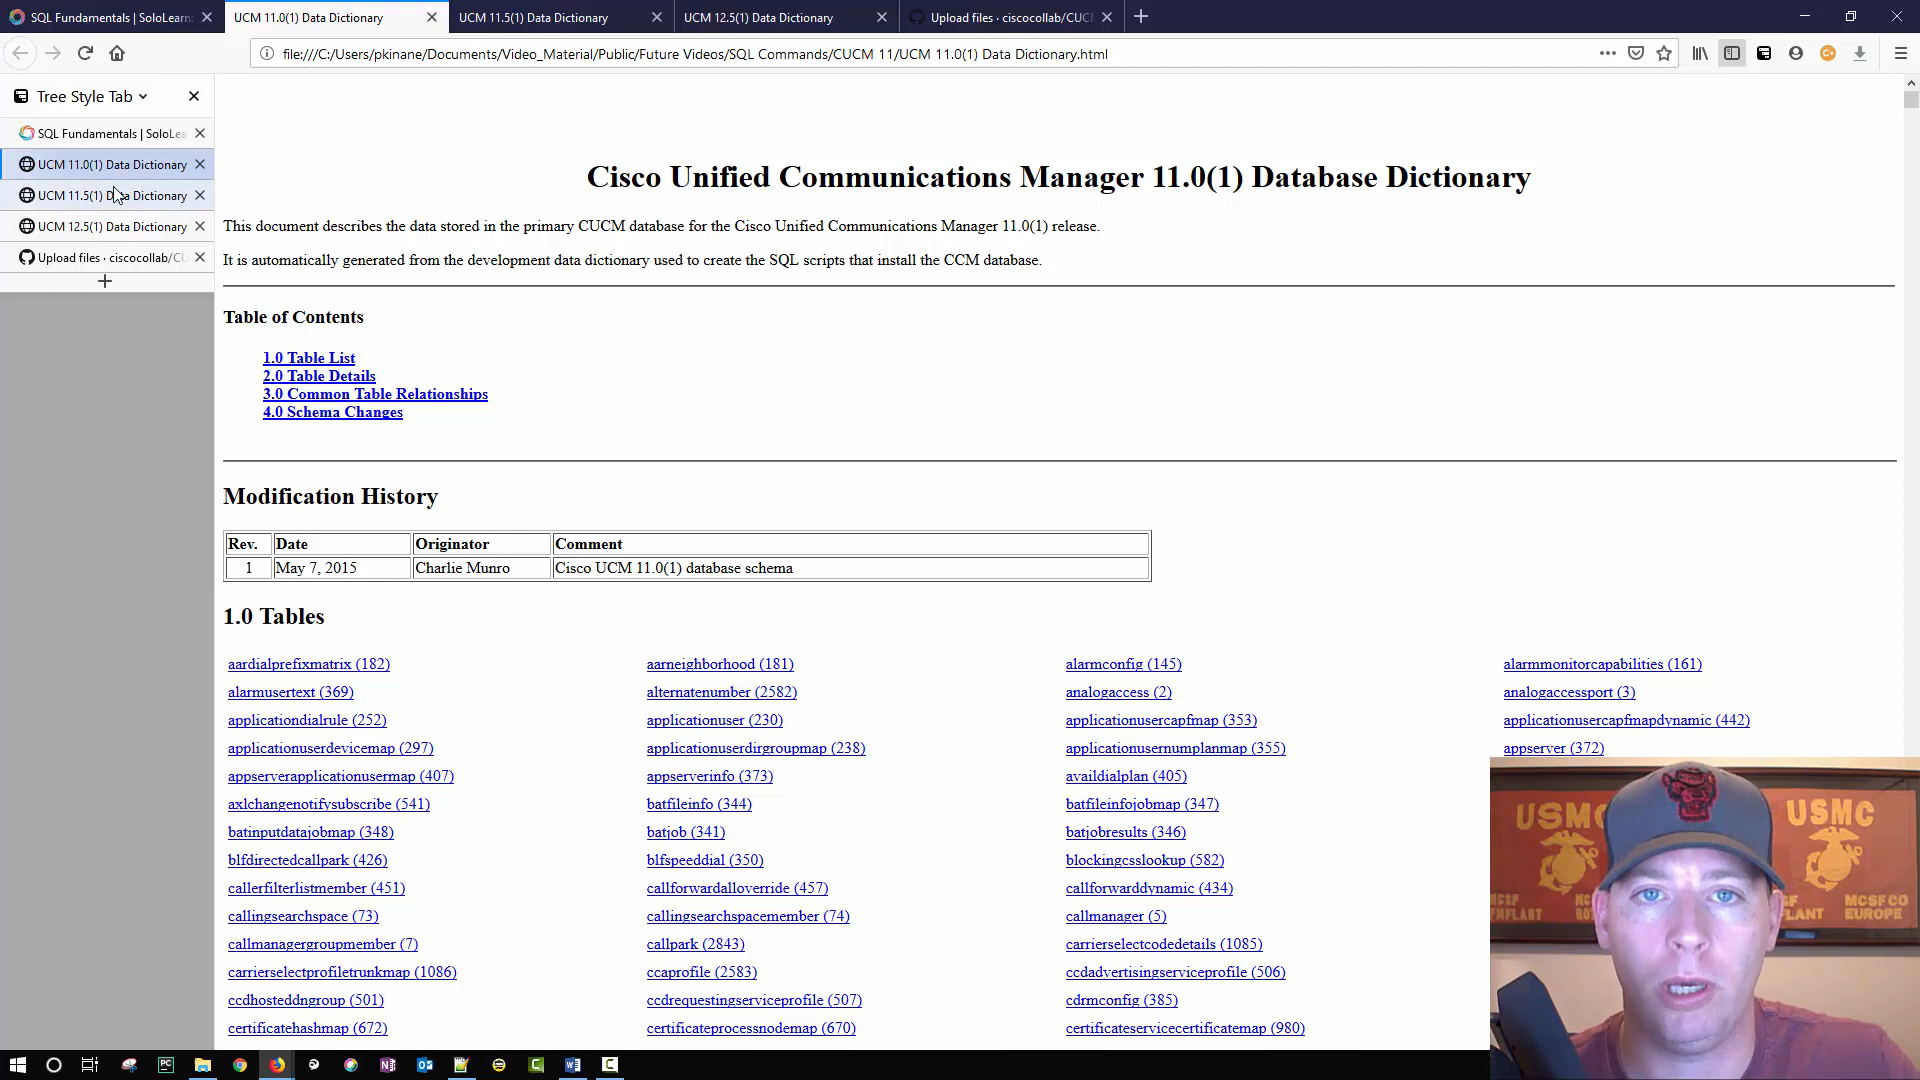 SQL Fundamentals | SoloLearn:
UCM 11.0(1) Data Dictionary
UCM 11.5(1) Data Dictionary
UCM 12.5(1) Data Dictionary
Upload files · ciscocollab/CUC
file:///C:/Users/pkinane/Documents/Video_Material/Public/Future Videos/SQL Commands/CUCM 11/UCM 11.0(1) Data Dictionary.html
Tree Style Tab
SQL Fundamentals | SoloLea
UCM 11.0(1) Data Dictionary
UCM 11.5(1) Data Dictionary
UCM 12.5(1) Data Dictionary
Upload files · ciscocollab/CU
Cisco Unified Communications Manager 11.0(1) Database Dictionary
This document describes the data stored in the primary CUCM database for the Cisco Unified Communications Manager 11.0(1) release.
It is automatically generated from the development data dictionary used to create the SQL scripts that install the CCM database.
Table of Contents
1.0 Table List
2.0 Table Details
3.0 Common Table Relationships
4.0 Schema Changes
Modification History
Rev. Date Originator Comment
1 May 7, 2015 Charlie Munro Cisco UCM 11.0(1) database schema
1.0 Tables
aardialprefixmatrix (182) aarneighborhood (181) alarmconfig (145) alarmmonitorcapabilities (161)
alarmusertext (369) alternatenumber (2582) analogaccess (2) analogaccessport (3)
applicationdialrule (252) applicationuser (230) applicationusercapfmap (353) applicationusercapfmapdynamic (442)
applicationuserdevicemap (297) applicationuserdirgroupmap (238) applicationusernumplanmap (355) appserver (372)
appserverapplicationusermap (407) appserverinfo (373) availdialplan (405)
axlchangenotifysubscribe (541) batfileinfo (344) batfileinfojobmap (347)
batinputdatajobmap (348) batjob (341) batjobresults (346)
blfdirectedcallpark (426) blfspeeddial (350) blockingcsslookup (582)
callerfilterlistmember (451) callforwardalloverride (457) callforwarddynamic (434)
callingsearchspace (73) callingsearchspacemember (74) callmanager (5)
callmanagergroupmember (7) callpark (2843) carrierselectcodedetails (1085)
carrierselectprofiletrunkmap (1086) ccaprofile (2583) ccdadvertisingserviceprofile (506)
ccdhosteddngroup (501) ccdrequestingserviceprofile (507) cdrmconfig (385)
certificatehashmap (672) certificateprocessnodemap (670) certificateservicecertificatemap (980)
USMC USMC
MCSFCO
EUROPE